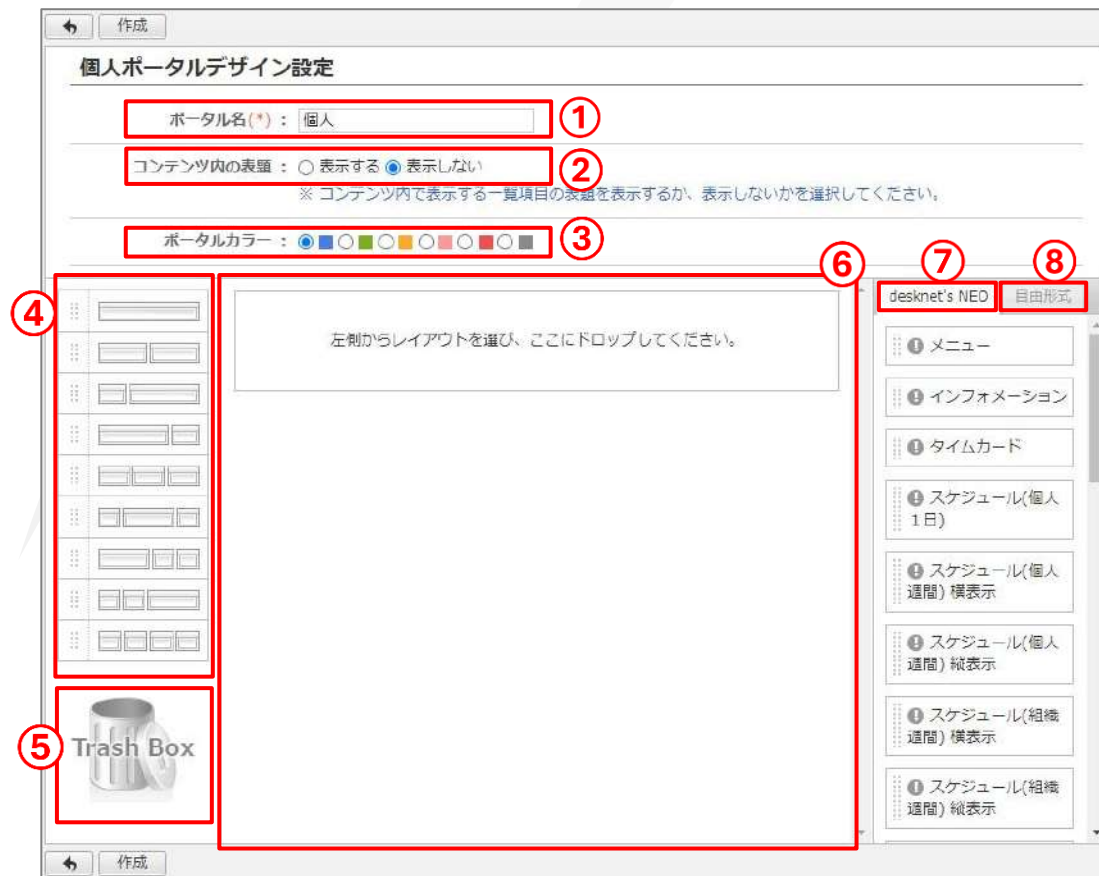 作成
個人ポータルデザイン設定
ポータル名(*) : 個人
①
コンテンツ内の表題 : 表示する 表示しない
②
※ コンテンツ内で表示する一覧項目の表題を表示するか、表示しないかを選択してください。
ポータルカラー :
③
④
⑤
Trash Box
⑥
左側からレイアウトを選び、ここにドロップしてください。
⑦
⑧
desknet's NEO 自由形式
メニュー
インフォメーション
タイムカード
スケジュール(個人
1日)
スケジュール(個人
週間) 横表示
スケジュール(個人
週間) 縦表示
スケジュール(組織
週間) 横表示
スケジュール(組織
週間) 縦表示
作成